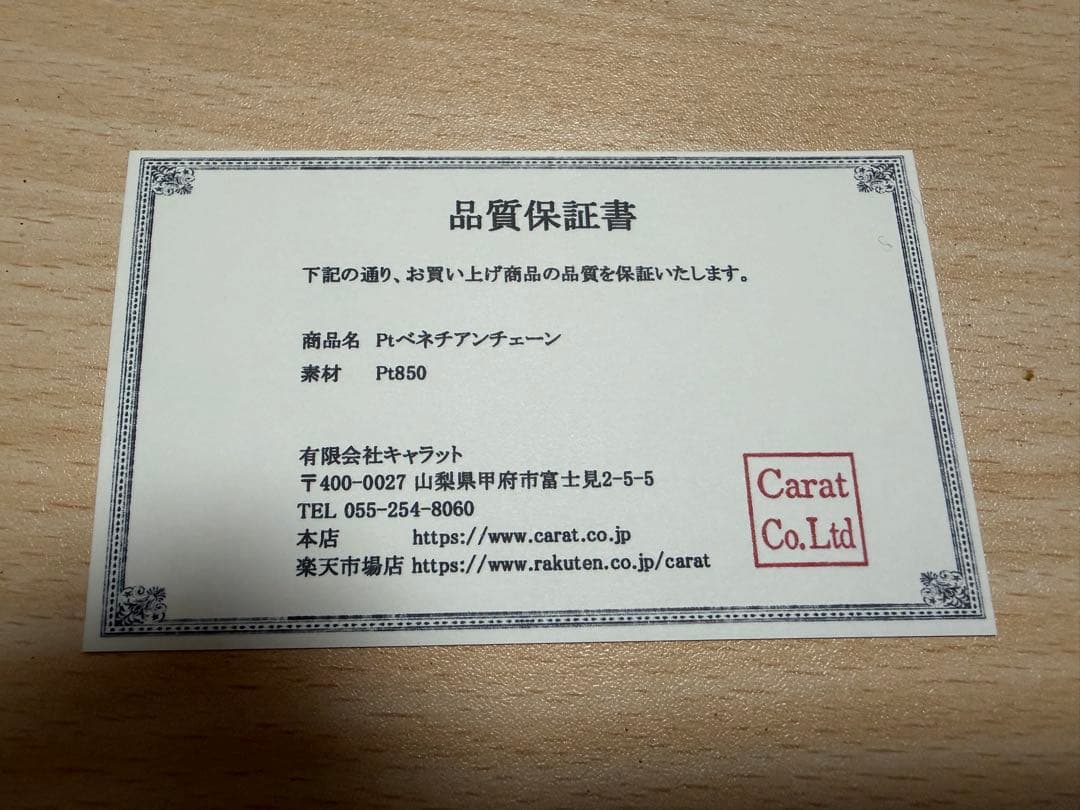 品質保証書
下記の通り、お買い上げ商品の品質を保証いたします。
商品名 Ptベネチアンチェーン
素材 Pt850
有限会社キャラット
〒400-0027 山梨県甲府市富士見2-5-5
TEL 055-254-8060
本店 https://www.carat.co.jp
楽天市場店 https://www.rakuten.co.jp/carat
Carat
Co.Ltd